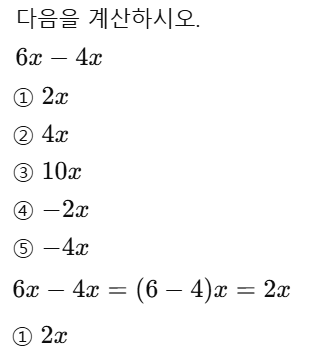 다음을 계산하시오.
6x − 4x
① 2x
② 4x
③ 10x
④ −2x
⑤ −4x
6x − 4x = (6 − 4)x = 2x
① 2x